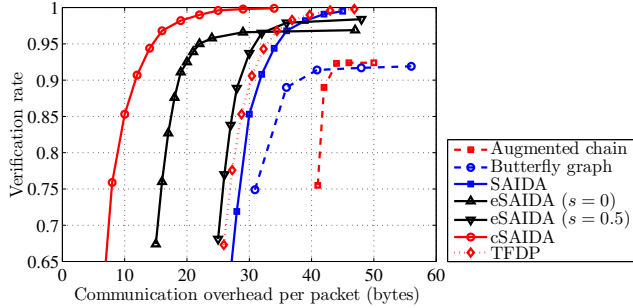 1
0.95
0.9
0.85
0.8
0.75
0.7
0.65
Verification rate
0 10 20 30 40 50 60
Communication overhead per packet (bytes)
Augmented chain
Butterfly graph
SAIDA
eSAIDA (s = 0)
eSAIDA (s = 0.5)
cSAIDA
TFDP